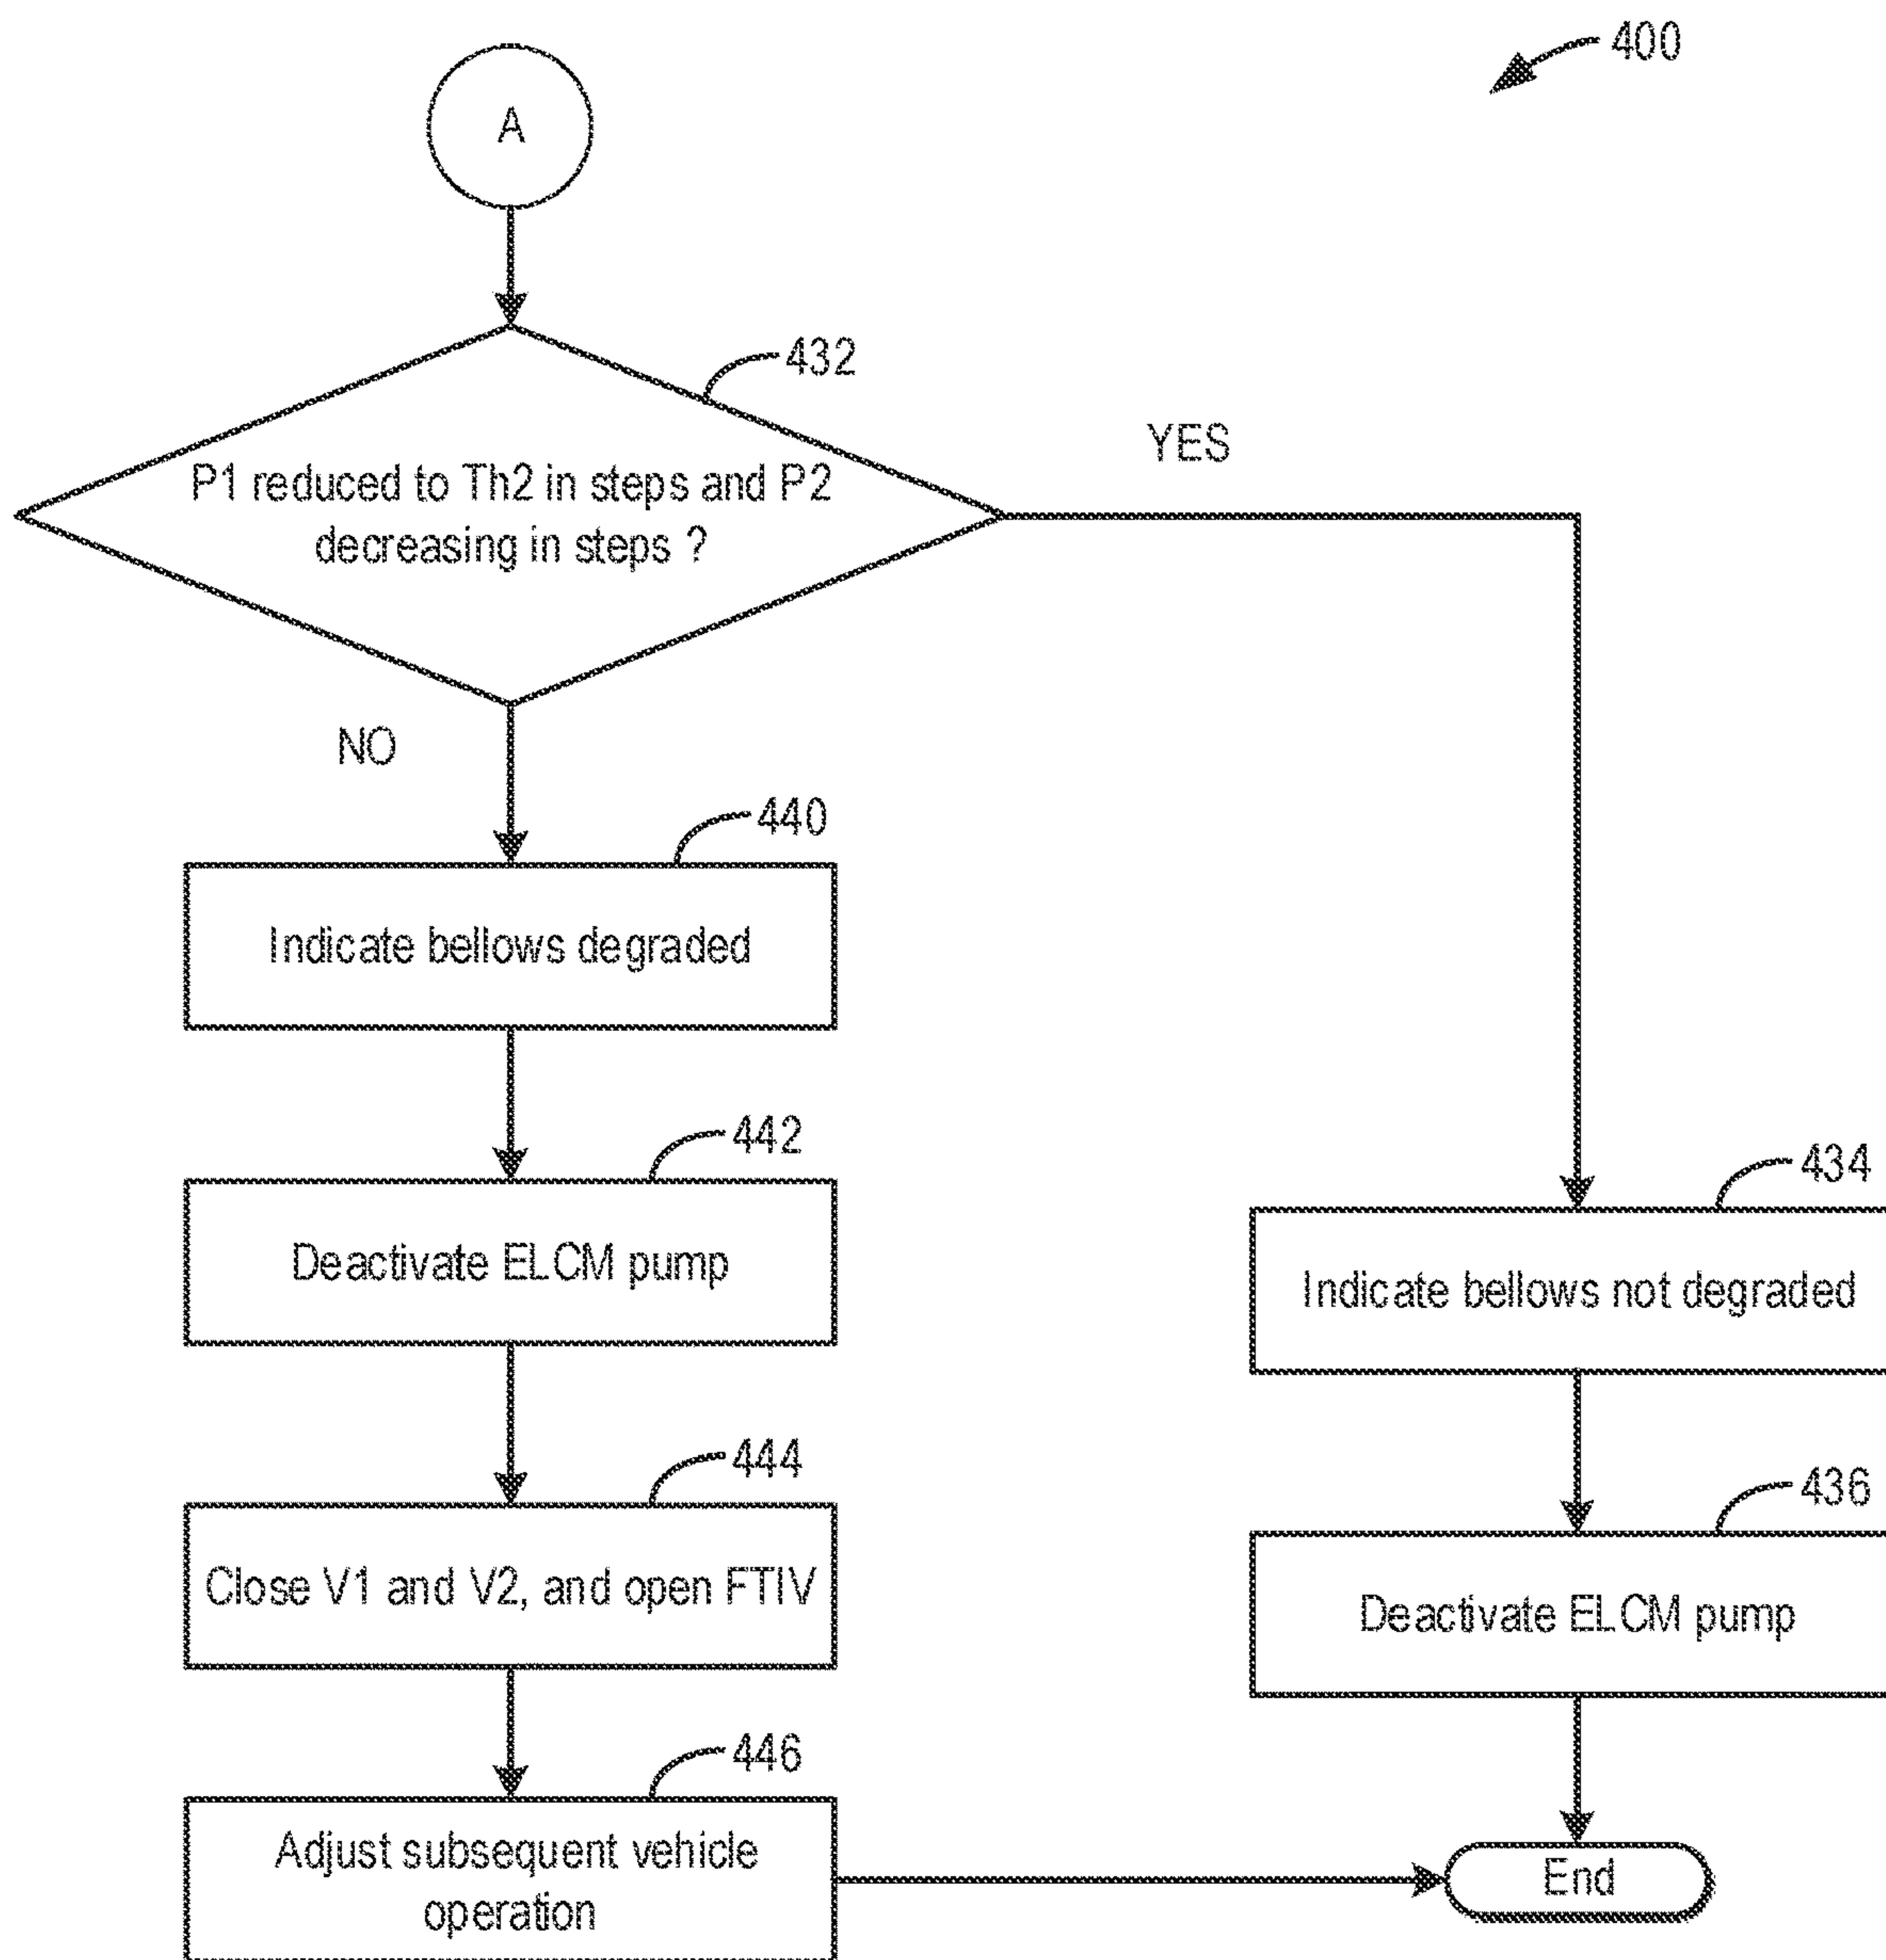 400
A
432
P1 reduced to Th2 in steps and P2
decreasing in steps ?
YES
NO
440
Indicate bellows degraded
442
Deactivate ELCM pump
434
Indicate bellows not degraded
444
Close V1 and V2, and open FTIV
436
Deactivate ELCM pump
446
Adjust subsequent vehicle
operation
End